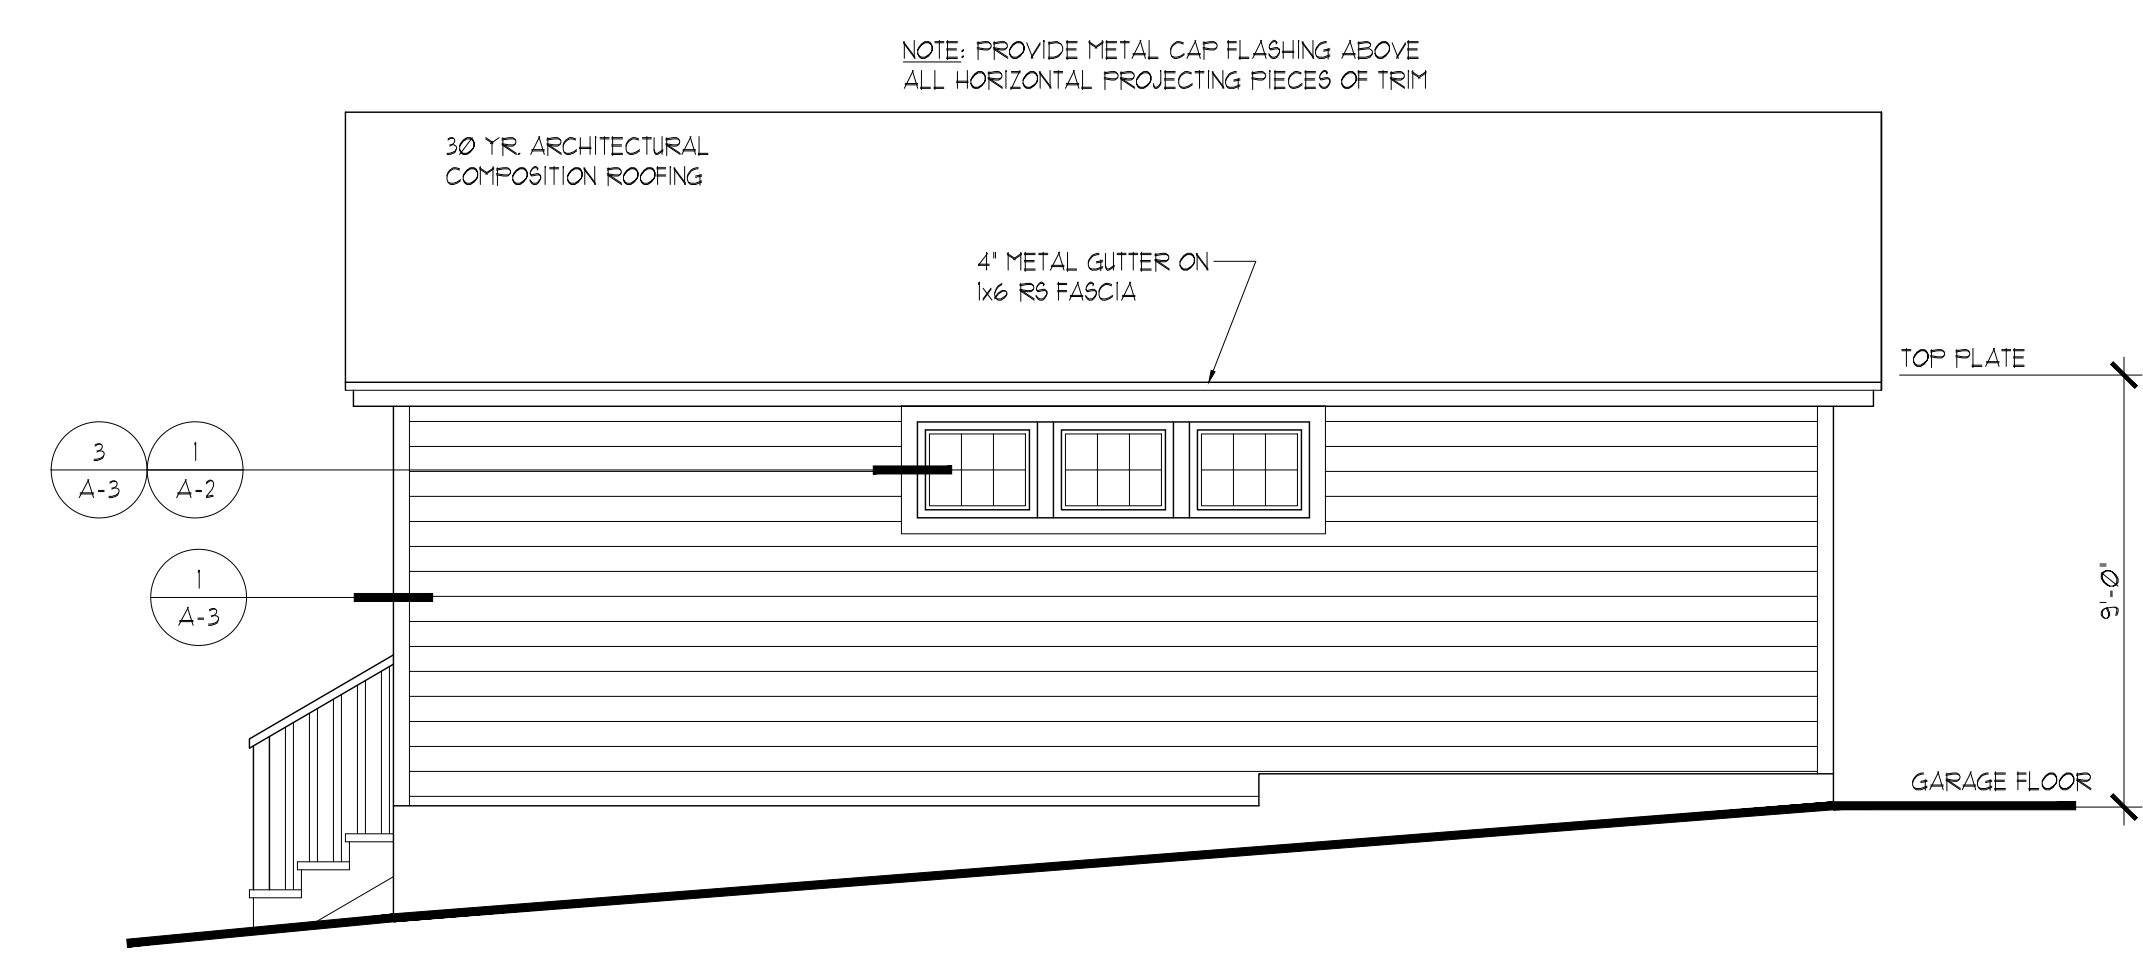 NOTE: PROVIDE METAL CAP FLASHING ABOVE
ALL HORIZONTAL PROJECTING PIECES OF TRIM
30 YR. ARCHITECTURAL
COMPOSITION ROOFING
4" METAL GUTTER ON
1x6 RS FASCIA
TOP PLATE
3
A-3
1
A-2
1
A-3
9'-0"
GARAGE FLOOR